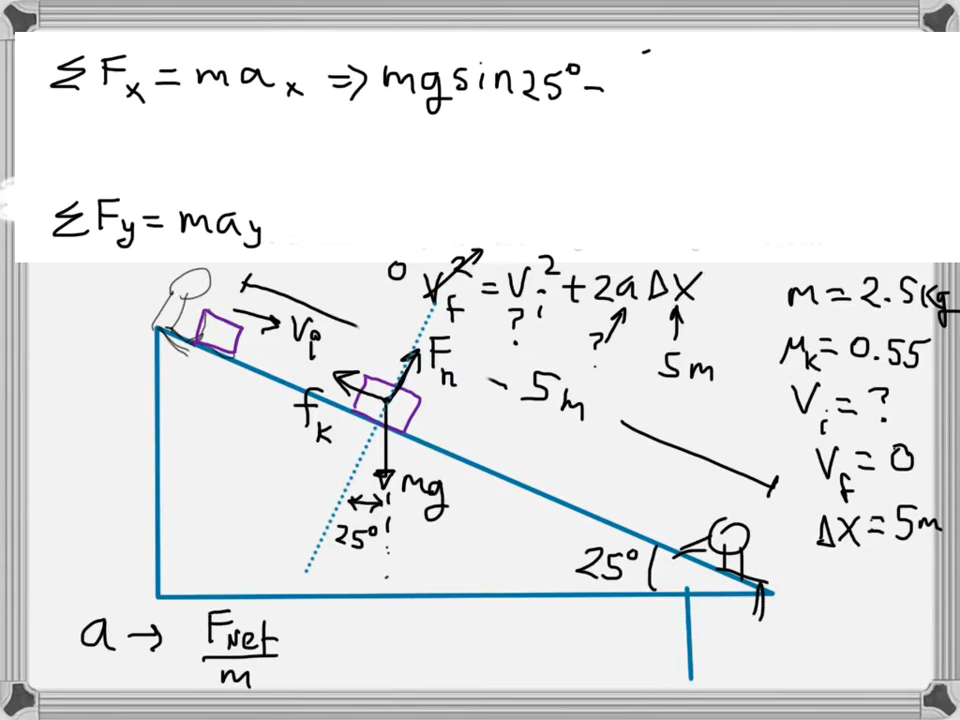 ΣFx = max => mgsin25° -
ΣFy = may
0
Vf² = Vi² + 2aΔX
?
?
5m
m = 2.5kg
μk = 0.55
Vi = ?
Vf = 0
ΔX = 5m
Vi
Fn
fk
5m
mg
25°
25°
a → FNet/m